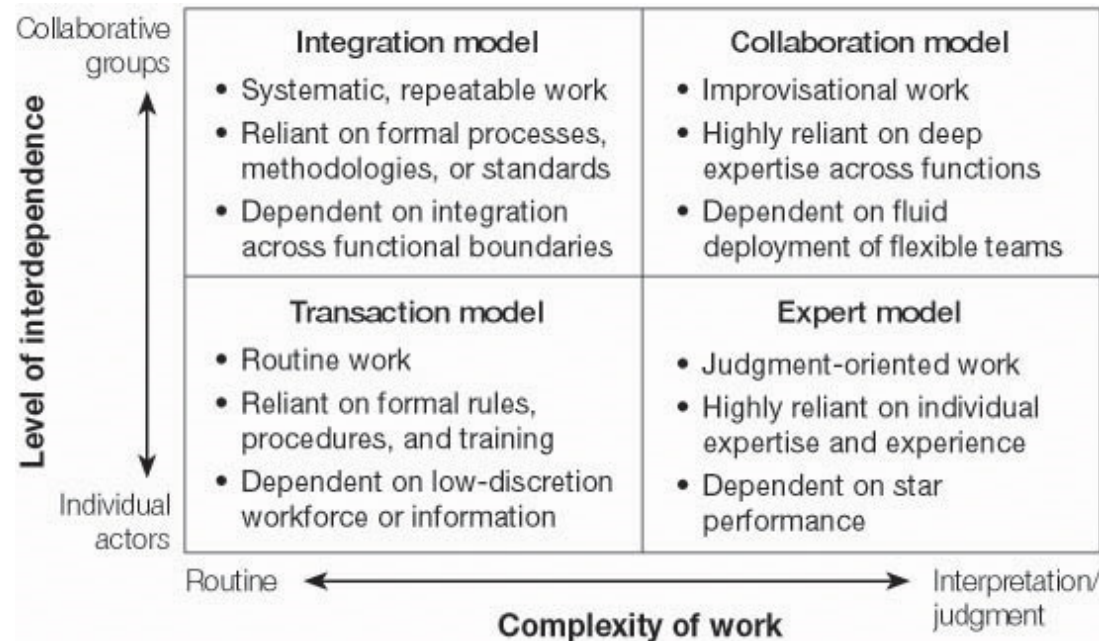 Collaborative
groups
Level of interdependence
Individual
actors
Integration model
• Systematic, repeatable work
• Reliant on formal processes,
methodologies, or standards
• Dependent on integration
across functional boundaries
Collaboration model
• Improvisational work
• Highly reliant on deep
expertise across functions
• Dependent on fluid
deployment of flexible teams
Transaction model
• Routine work
• Reliant on formal rules,
procedures, and training
• Dependent on low-discretion
workforce or information
Expert model
• Judgment-oriented work
• Highly reliant on individual
expertise and experience
• Dependent on star
performance
Routine
Interpretation/
judgment
Complexity of work